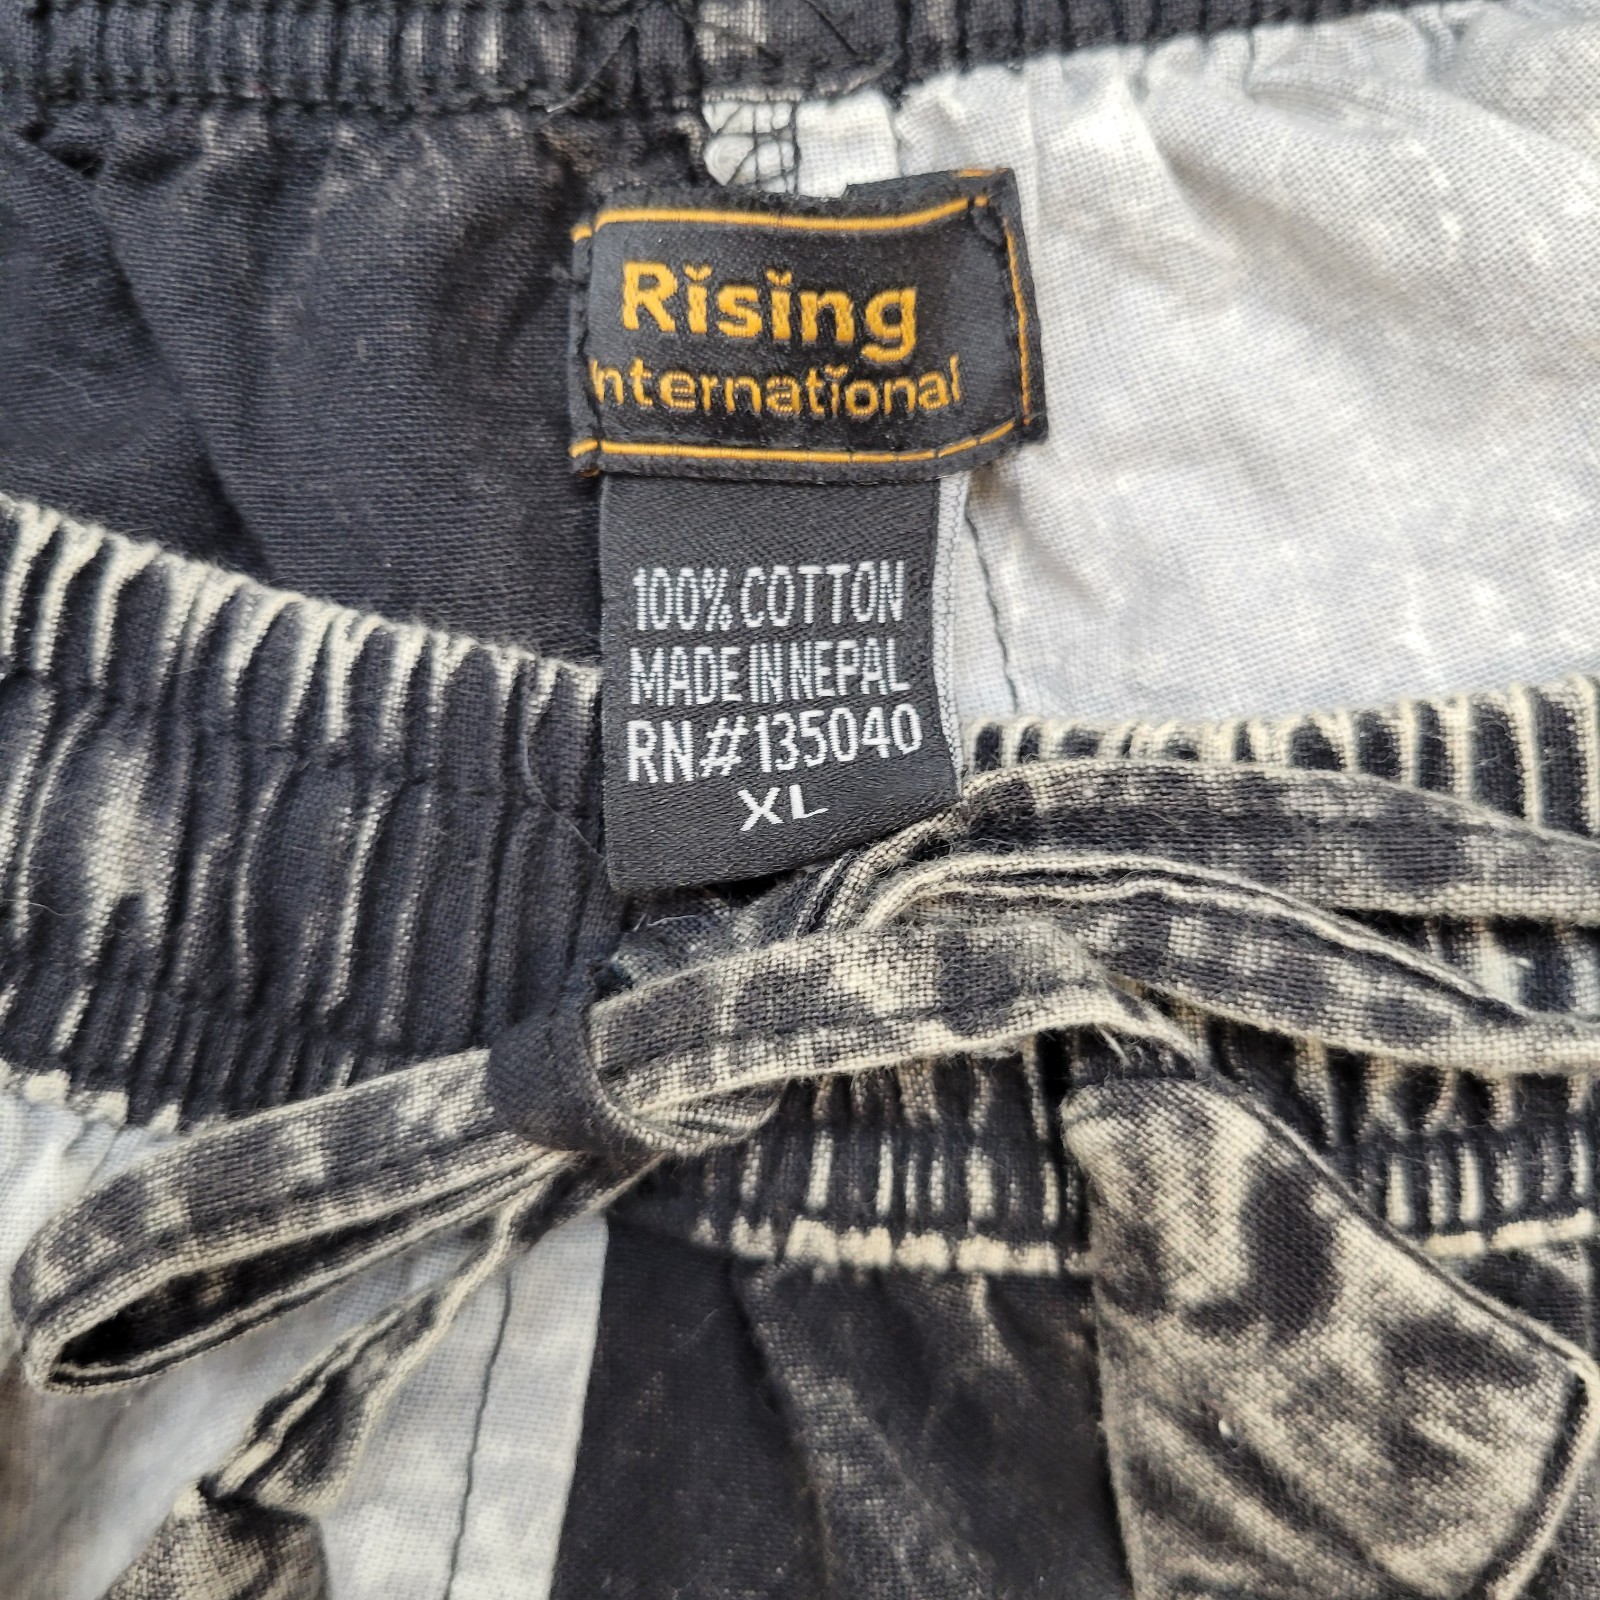 Rising
International
100% COTTON
MADE IN NEPAL
RN#135040
XL